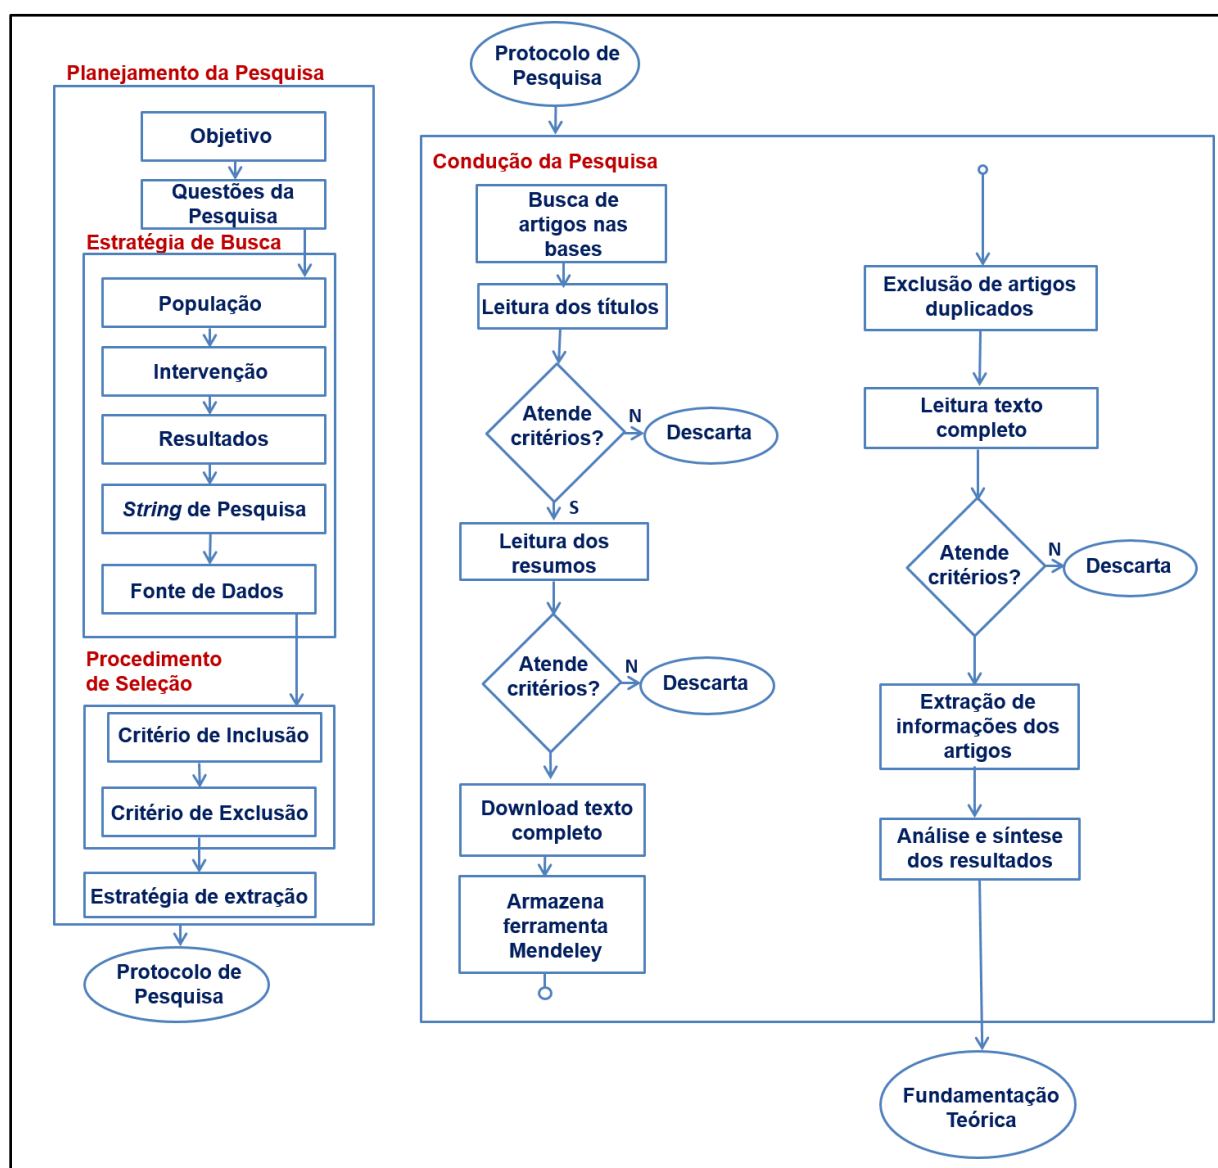 Planejamento da Pesquisa
Objetivo
Questões da
Pesquisa
Estratégia de Busca
População
Intervenção
Resultados
String de Pesquisa
Fonte de Dados
Procedimento
de Seleção
Critério de Inclusão
Critério de Exclusão
Estratégia de extração
Protocolo de
Pesquisa
Protocolo de
Pesquisa
Condução da Pesquisa
Busca de
artigos nas
bases
Leitura dos títulos
Atende
critérios?
N
Descarta
S
Leitura dos
resumos
Atende
critérios?
N
Descarta
Download texto
completo
Armazena
ferramenta
Mendeley
Exclusão de artigos
duplicados
Leitura texto
completo
Atende
critérios?
N
Descarta
Extração de
informações dos
artigos
Análise e síntese
dos resultados
Fundamentação
Teórica